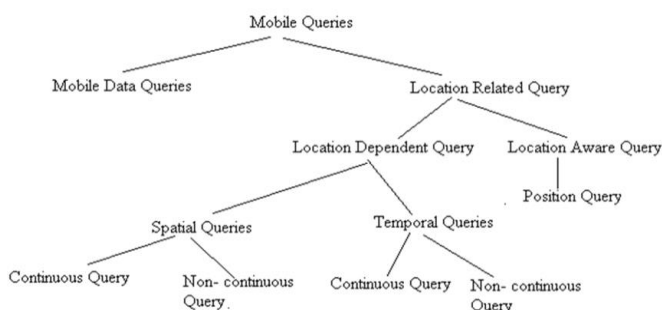 Mobile Queries
Mobile Data Queries
Location Related Query
Location Dependent Query
Location Aware Query
Position Query
Spatial Queries
Temporal Queries
Continuous Query
Non-continuous
Query.
Continuous Query
Non- continuous
Query